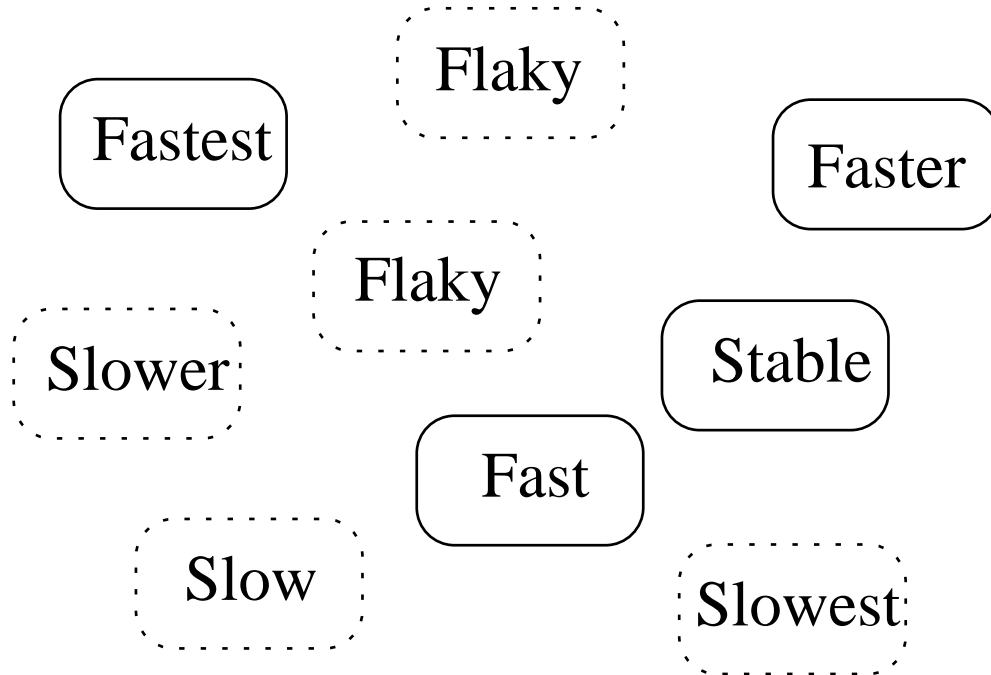 Flaky
Fastest
Faster
Flaky
Slower
Stable
Fast
Slow
Slowest